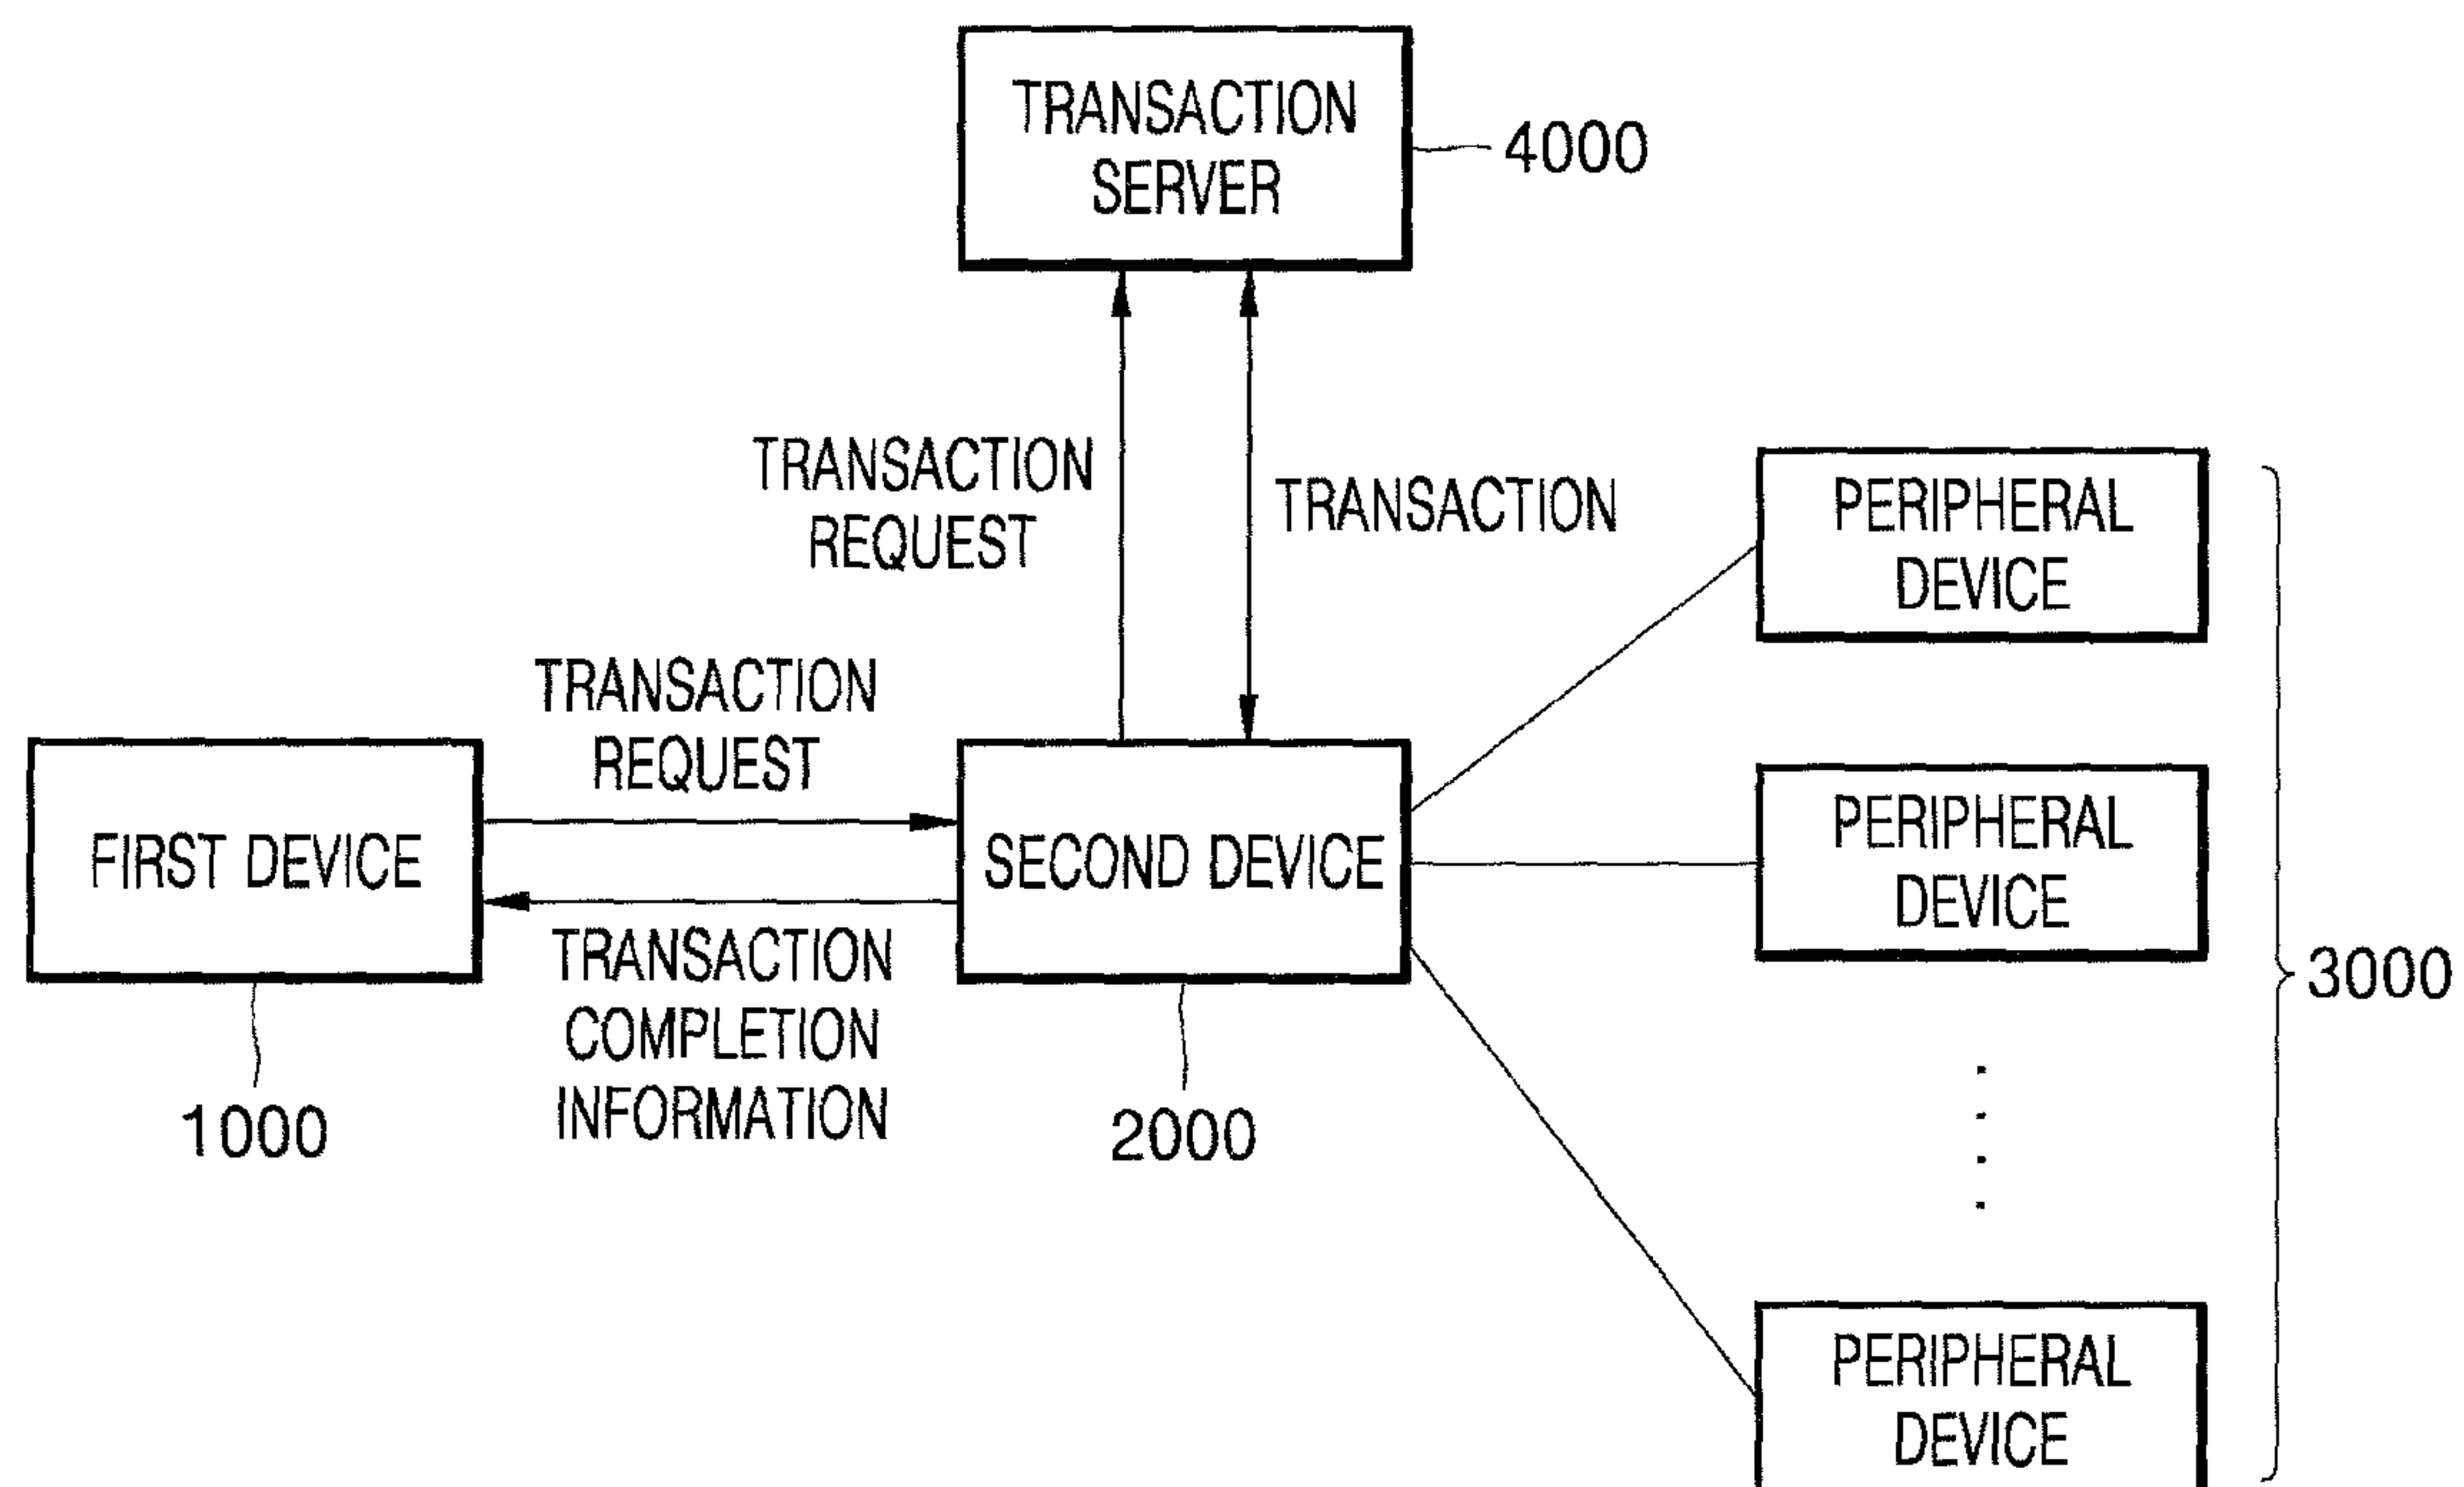 TRANSACTION
SERVER
4000
TRANSACTION
REQUEST
TRANSACTION
PERIPHERAL
DEVICE
TRANSACTION
REQUEST
FIRST DEVICE
SECOND DEVICE
PERIPHERAL
DEVICE
TRANSACTION
COMPLETION
INFORMATION
1000
2000
3000
PERIPHERAL
DEVICE